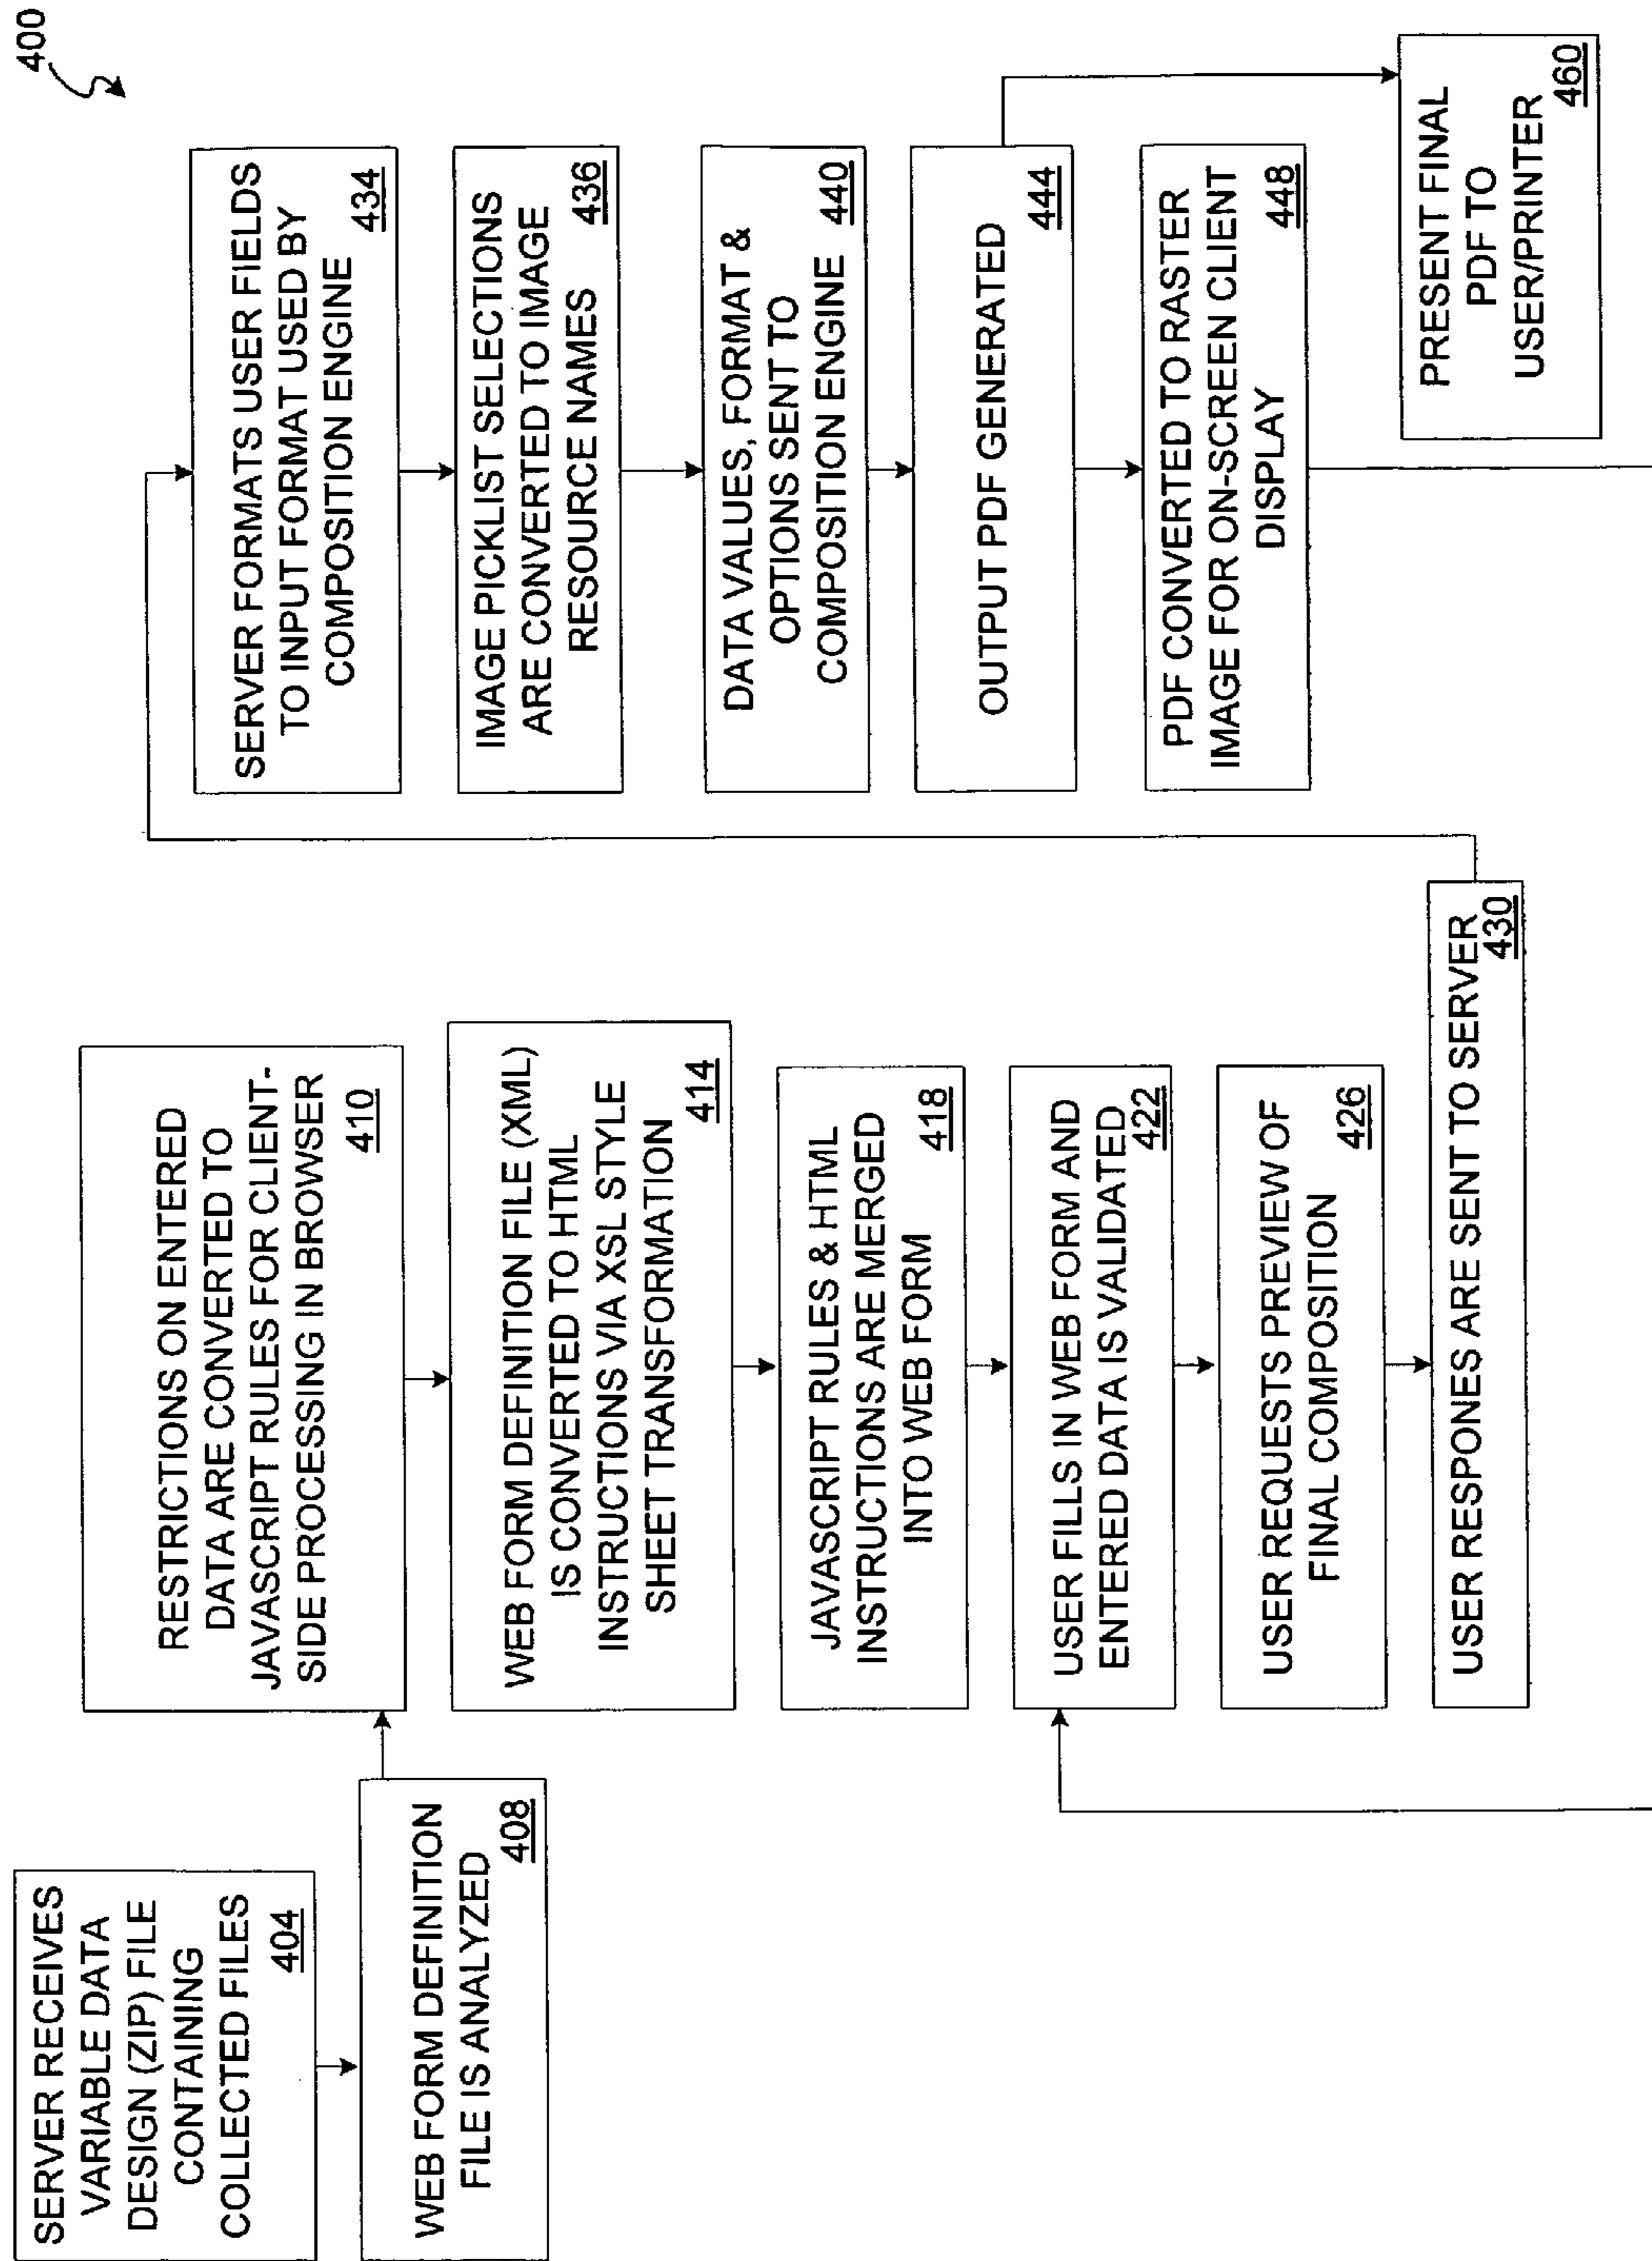 400
SERVER RECEIVES
VARIABLE DATA
DESIGN (ZIP) FILE
CONTAINING
COLLECTED FILES
404
WEB FORM DEFINITION
FILE IS ANALYZED
408
RESTRICTIONS ON ENTERED
DATA ARE CONVERTED TO
JAVASCRIPT RULES FOR CLIENT-
SIDE PROCESSING IN BROWSER
410
WEB FORM DEFINITION FILE (XML)
IS CONVERTED TO HTML
INSTRUCTIONS VIA XSL STYLE
SHEET TRANSFORMATION
414
JAVASCRIPT RULES & HTML
INSTRUCTIONS ARE MERGED
INTO WEB FORM
418
USER FILLS IN WEB FORM AND
ENTERED DATA IS VALIDATED
422
USER REQUESTS PREVIEW OF
FINAL COMPOSITION
426
USER RESPONES ARE SENT TO SERVER
430
SERVER FORMATS USER FIELDS
TO INPUT FORMAT USED BY
COMPOSITION ENGINE
434
IMAGE PICKLIST SELECTIONS
ARE CONVERTED TO IMAGE
RESOURCE NAMES
436
DATA VALUES, FORMAT &
OPTIONS SENT TO
COMPOSITION ENGINE
440
OUTPUT PDF GENERATED
444
PDF CONVERTED TO RASTER
IMAGE FOR ON-SCREEN CLIENT
DISPLAY
448
PRESENT FINAL
PDF TO
USER/PRINTER
460